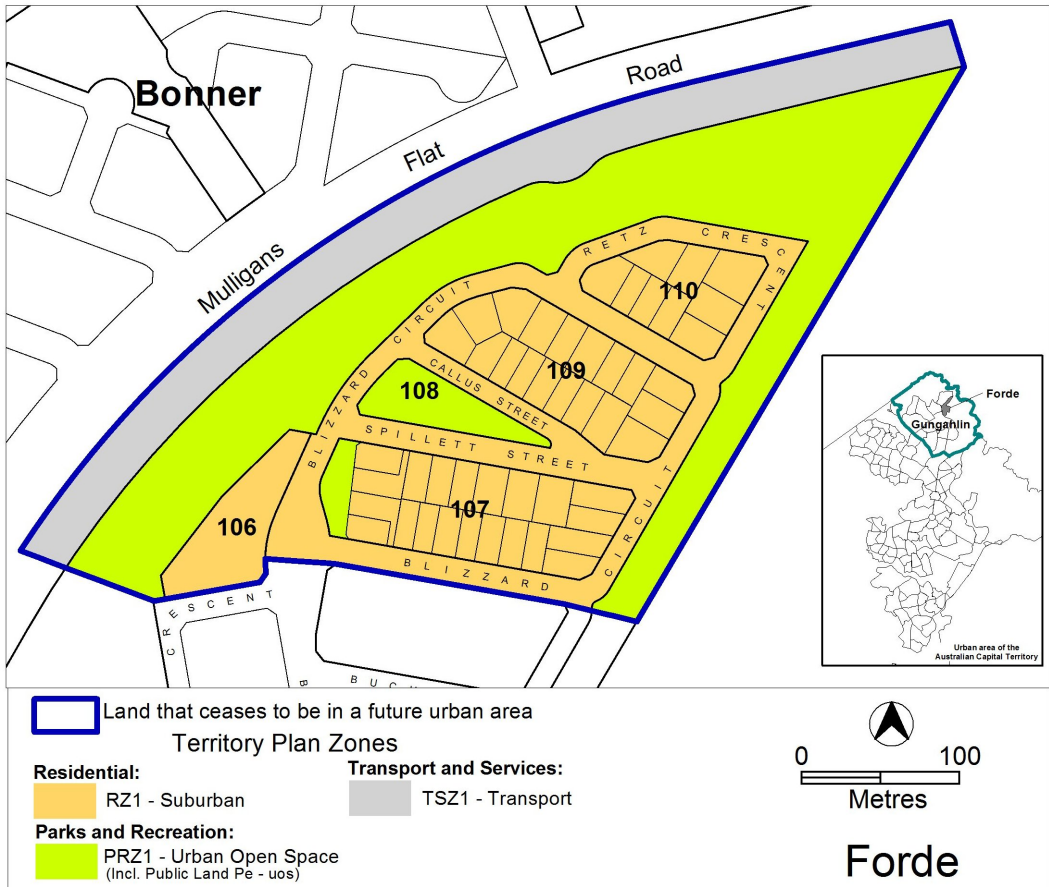 Bonner
Mulligans
Flat
Road
RETZ CRESCENT
110
BLIZZARD CIRCUIT
109
CALLUS STREET
108
SPILLETT STREET
107
106
BLIZZARD
CIRCUIT
CRESCENT
Forde
Gungahlin
Urban area of the
Australian Capital Territory
Land that ceases to be in a future urban area
Territory Plan Zones
Residential:
RZ1 - Suburban
Parks and Recreation:
PRZ1 - Urban Open Space
(Incl. Public Land Pe - uos)
Transport and Services:
TSZ1 - Transport
0 100
Metres
Forde